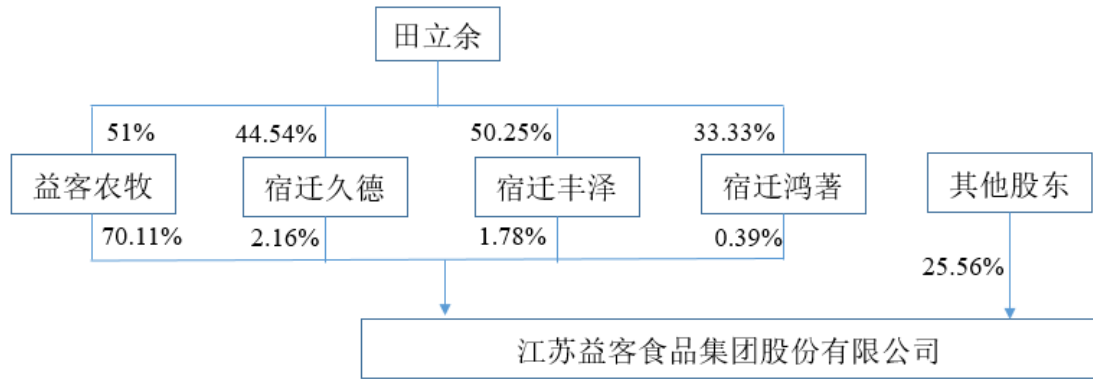 田立余
51%
44.54%
50.25%
33.33%
益客农牧
宿迁久德
宿迁丰泽
宿迁鸿著
其他股东
70.11%
2.16%
1.78%
0.39%
25.56%
江苏益客食品集团股份有限公司